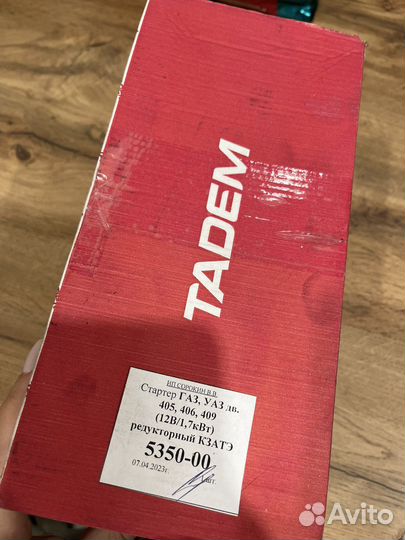 TADEM
ИП СОРОКИН В.В.
Стартер ГАЗ, УАЗ дв.
405, 406, 409
(12В/1,7кВт)
редукторный КЗАТЭ
5350-00
07.04.2023г.
1шт.
Avito